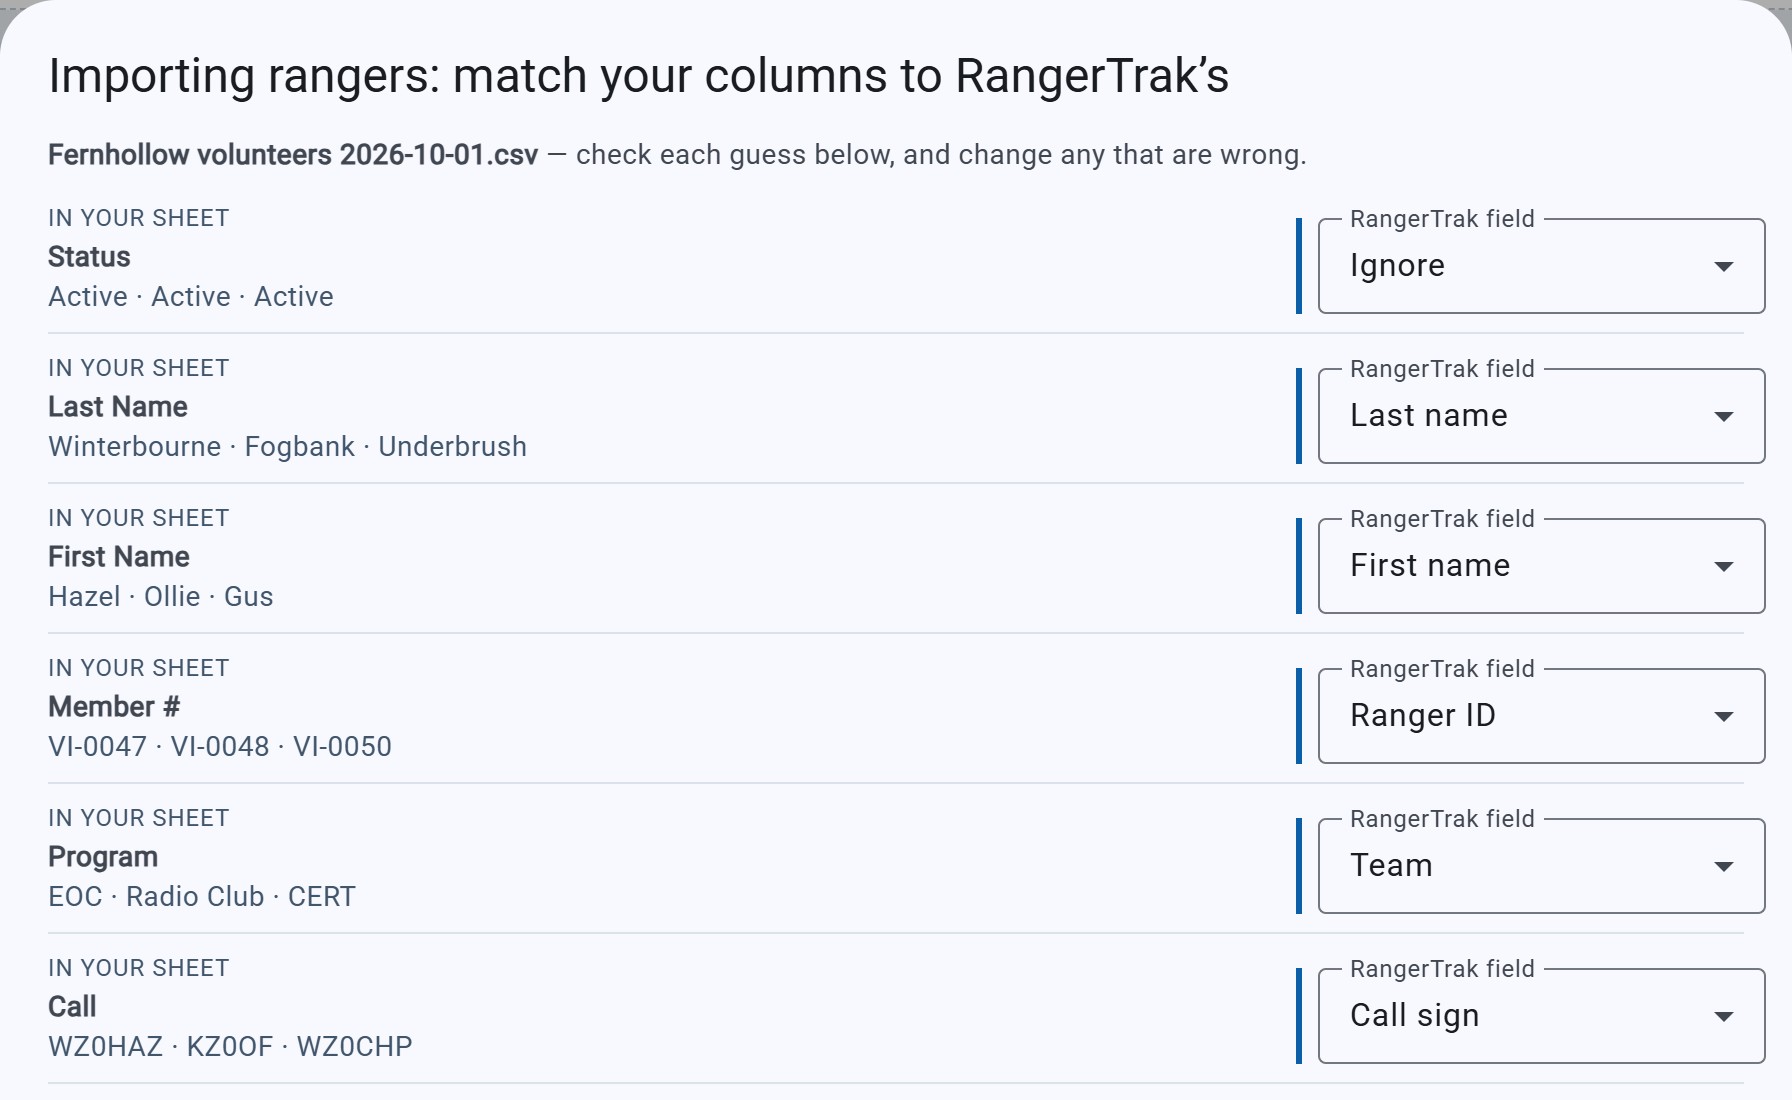 Importing rangers: match your columns to RangerTrak’s
Fernhollow volunteers 2026-10-01.csv — check each guess below, and change any that are wrong.
IN YOUR SHEET
Status
Active · Active · Active
RangerTrak field
Ignore
IN YOUR SHEET
Last Name
Winterbourne · Fogbank · Underbrush
RangerTrak field
Last name
IN YOUR SHEET
First Name
Hazel · Ollie · Gus
RangerTrak field
First name
IN YOUR SHEET
Member #
VI-0047 · VI-0048 · VI-0050
RangerTrak field
Ranger ID
IN YOUR SHEET
Program
EOC · Radio Club · CERT
RangerTrak field
Team
IN YOUR SHEET
Call
WZ0HAZ · KZ0OF · WZ0CHP
RangerTrak field
Call sign